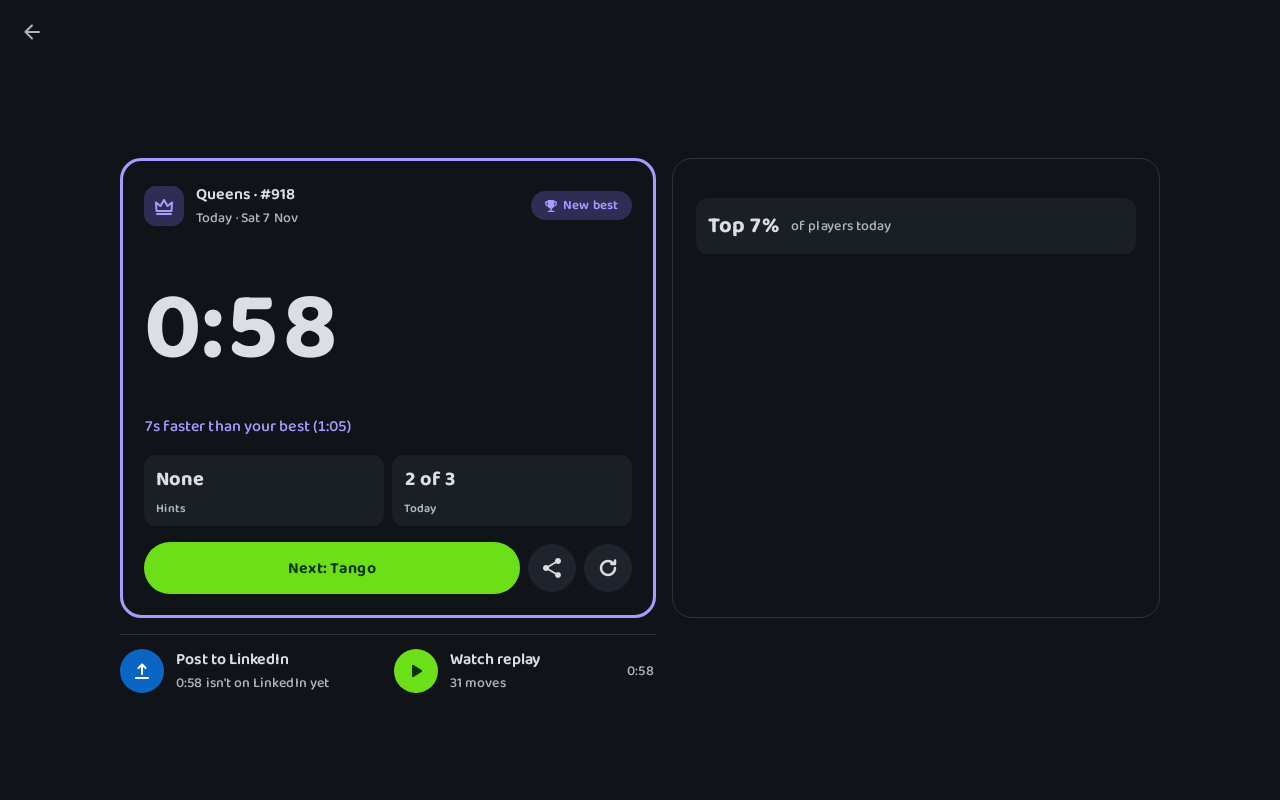 Queens · #918
Today · Sat 7 Nov
New best
0:58
7s faster than your best (1:05)
None
Hints
2 of 3
Today
Next: Tango
Post to LinkedIn
0:58 isn't on LinkedIn yet
Watch replay
31 moves
0:58
Top 7% of players today